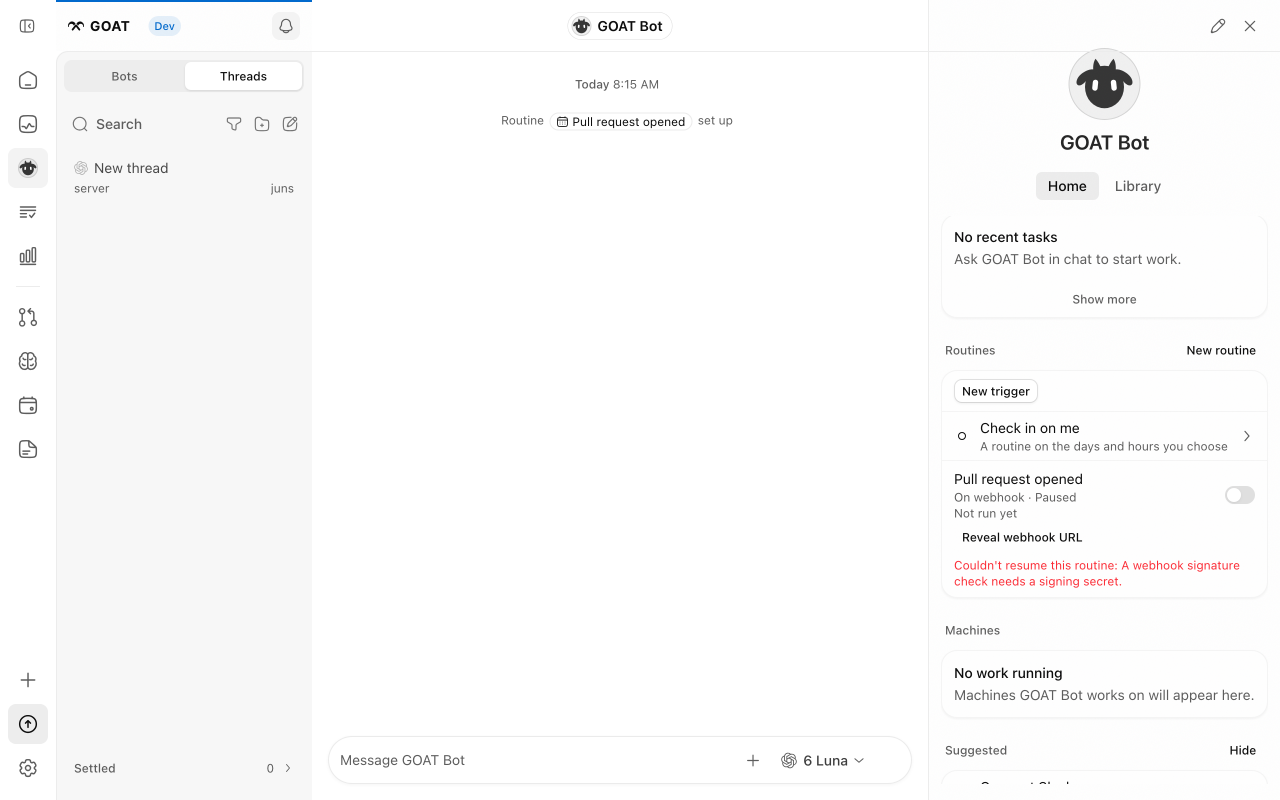 GOAT
Dev
Bots
Threads
Search
New thread
server
juns
Settled
0
GOAT Bot
Today 8:15 AM
Routine Pull request opened set up
Message GOAT Bot
6 Luna
GOAT Bot
Home
Library
No recent tasks
Ask GOAT Bot in chat to start work.
Show more
Routines
New routine
New trigger
Check in on me
A routine on the days and hours you choose
Pull request opened
On webhook · Paused
Not run yet
Reveal webhook URL
Couldn't resume this routine: A webhook signature
check needs a signing secret.
Machines
No work running
Machines GOAT Bot works on will appear here.
Suggested
Hide